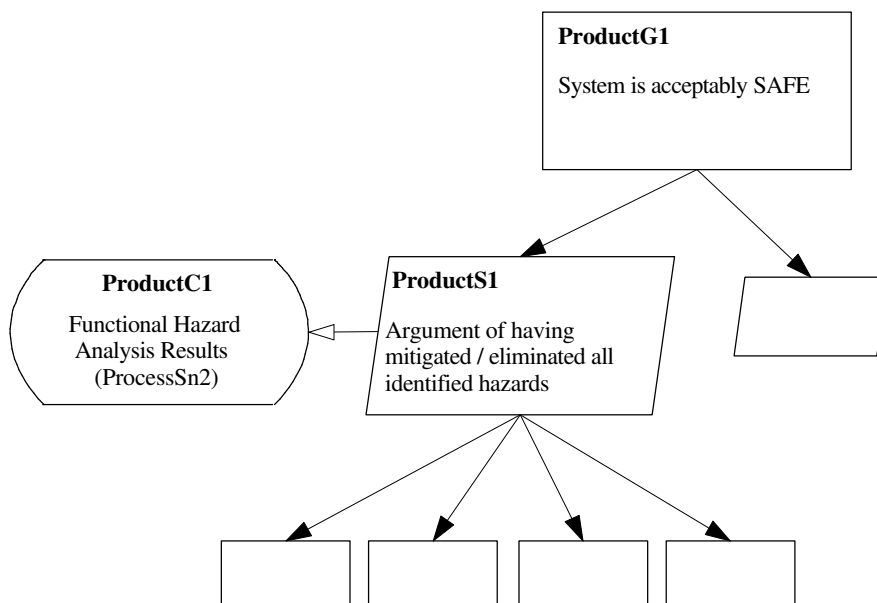 ProductG1
System is acceptably SAFE
ProductC1
Functional Hazard
Analysis Results
(ProcessSn2)
ProductS1
Argument of having
mitigated / eliminated all
identified hazards